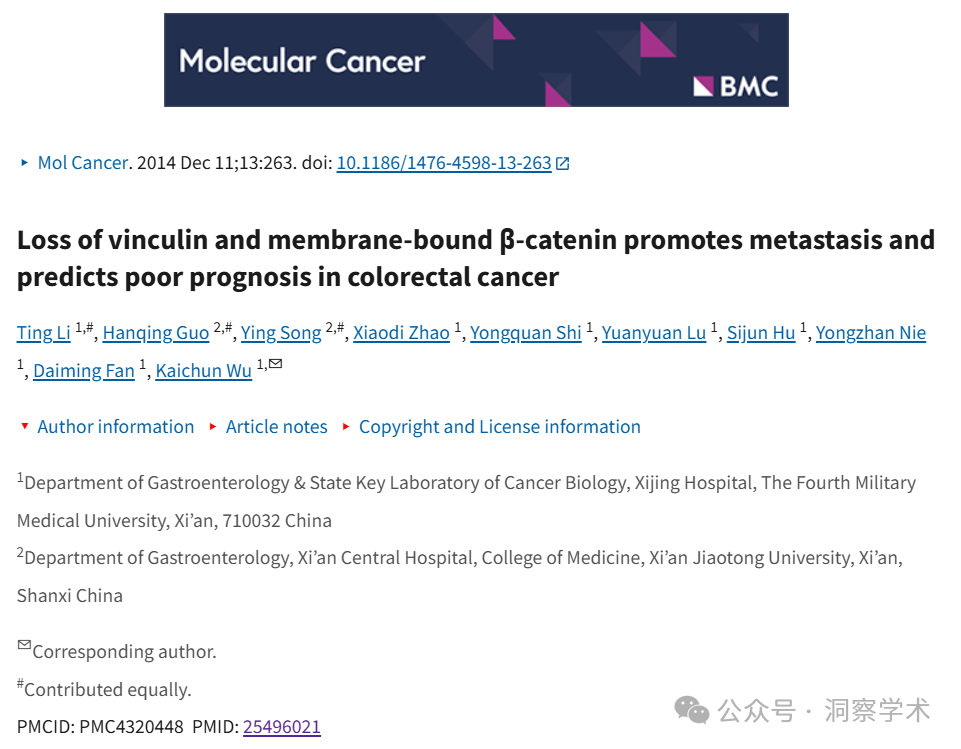 Molecular Cancer
BMC
Mol Cancer. 2014 Dec 11;13:263. doi: 10.1186/1476-4598-13-263
Loss of vinculin and membrane-bound β-catenin promotes metastasis and
predicts poor prognosis in colorectal cancer
Ting Li 1,#, Hanqing Guo 2,#, Ying Song 2,#, Xiaodi Zhao 1, Yongquan Shi 1, Yuanyuan Lu 1, Sijun Hu 1, Yongzhan Nie
1, Daiming Fan 1, Kaichun Wu 1,✉
Author information Article notes Copyright and License information
1Department of Gastroenterology & State Key Laboratory of Cancer Biology, Xijing Hospital, The Fourth Military
Medical University, Xi’an, 710032 China
2Department of Gastroenterology, Xi’an Central Hospital, College of Medicine, Xi’an Jiaotong University, Xi’an,
Shanxi China
✉Corresponding author.
#Contributed equally.
PMCID: PMC4320448 PMID: 25496021
公众号 · 洞察学术